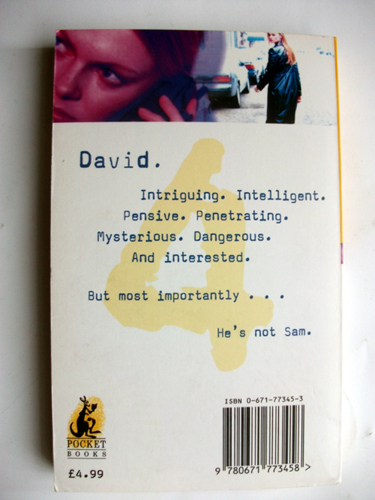 David.
Intriguing. Intelligent.
Pensive. Penetrating.
Mysterious. Dangerous.
And interested.
But most importantly . . .
He's not Sam.
ISBN 0-671-77345-3
POCKET
BOOKS
£4.99
9 780671 773458 >